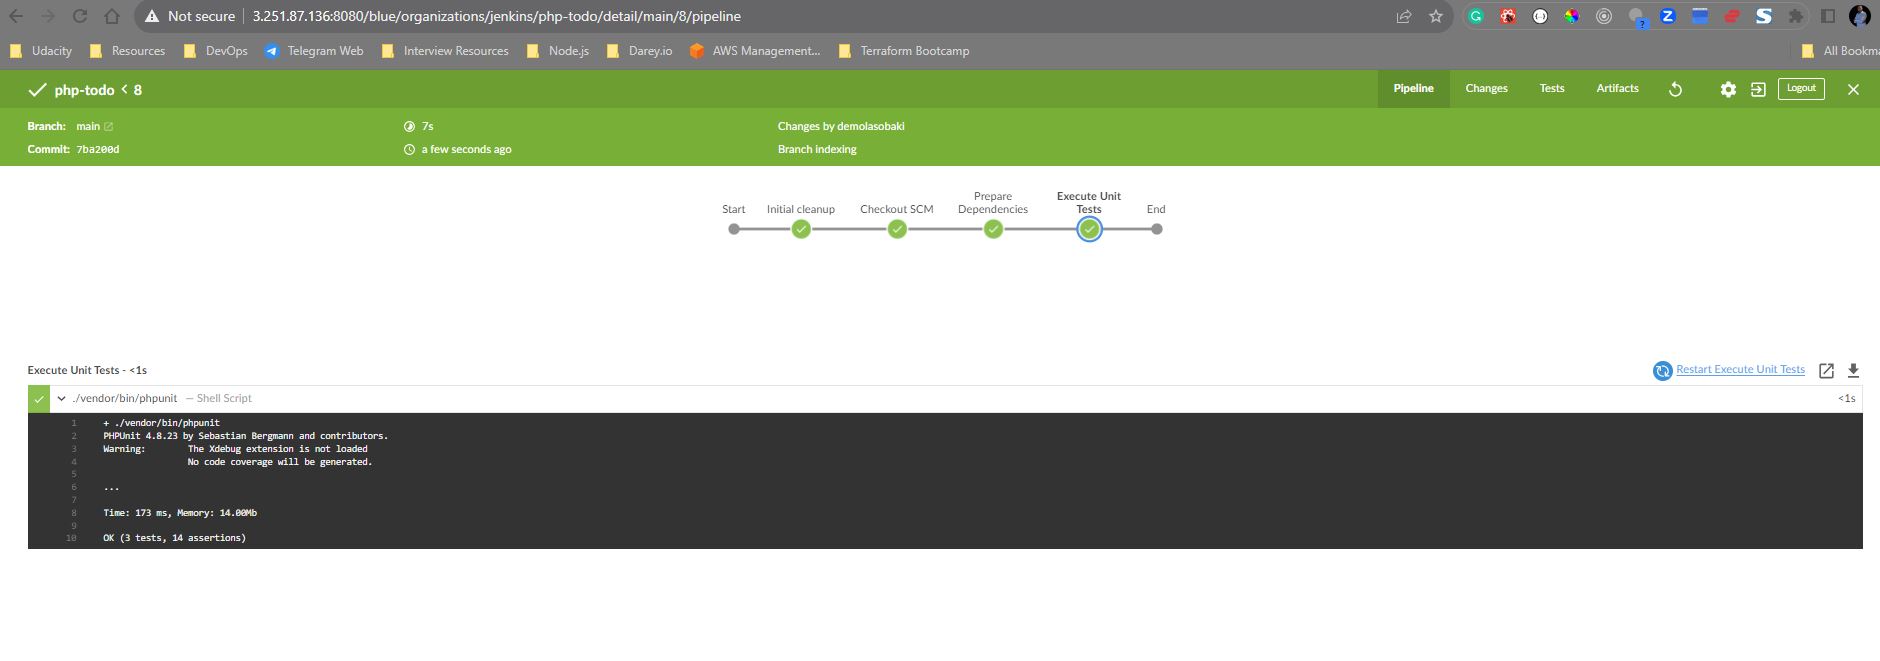 Not secure 3.251.87.136:8080/blue/organizations/jenkins/php-todo/detail/main/8/pipeline
Udacity Resources DevOps Telegram Web Interview Resources Node.js Darey.io AWS Management... Terraform Bootcamp All Bookma
php-todo < 8 Pipeline Changes Tests Artifacts Logout
Branch: main 7s Changes by demolasobaki
Commit: 7ba200d a few seconds ago Branch indexing
Start Initial cleanup Checkout SCM Prepare Dependencies Execute Unit Tests End
Execute Unit Tests - <1s Restart Execute Unit Tests
./vendor/bin/phpunit — Shell Script <1s
1 + ./vendor/bin/phpunit
2 PHPUnit 4.8.23 by Sebastian Bergmann and contributors.
3 Warning: The Xdebug extension is not loaded
4 No code coverage will be generated.
5
6 ...
7
8 Time: 173 ms, Memory: 14.00Mb
9
10 OK (3 tests, 14 assertions)